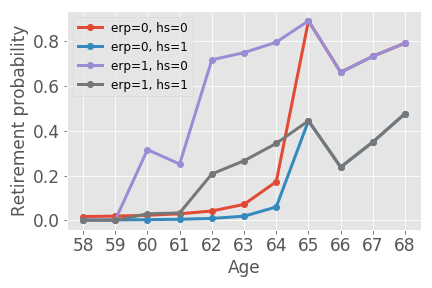 erp=0, hs=0
erp=0, hs=1
erp=1, hs=0
erp=1, hs=1
Retirement probability
0.8
0.6
0.4
0.2
0.0
58 59 60 61 62 63 64 65 66 67 68
Age